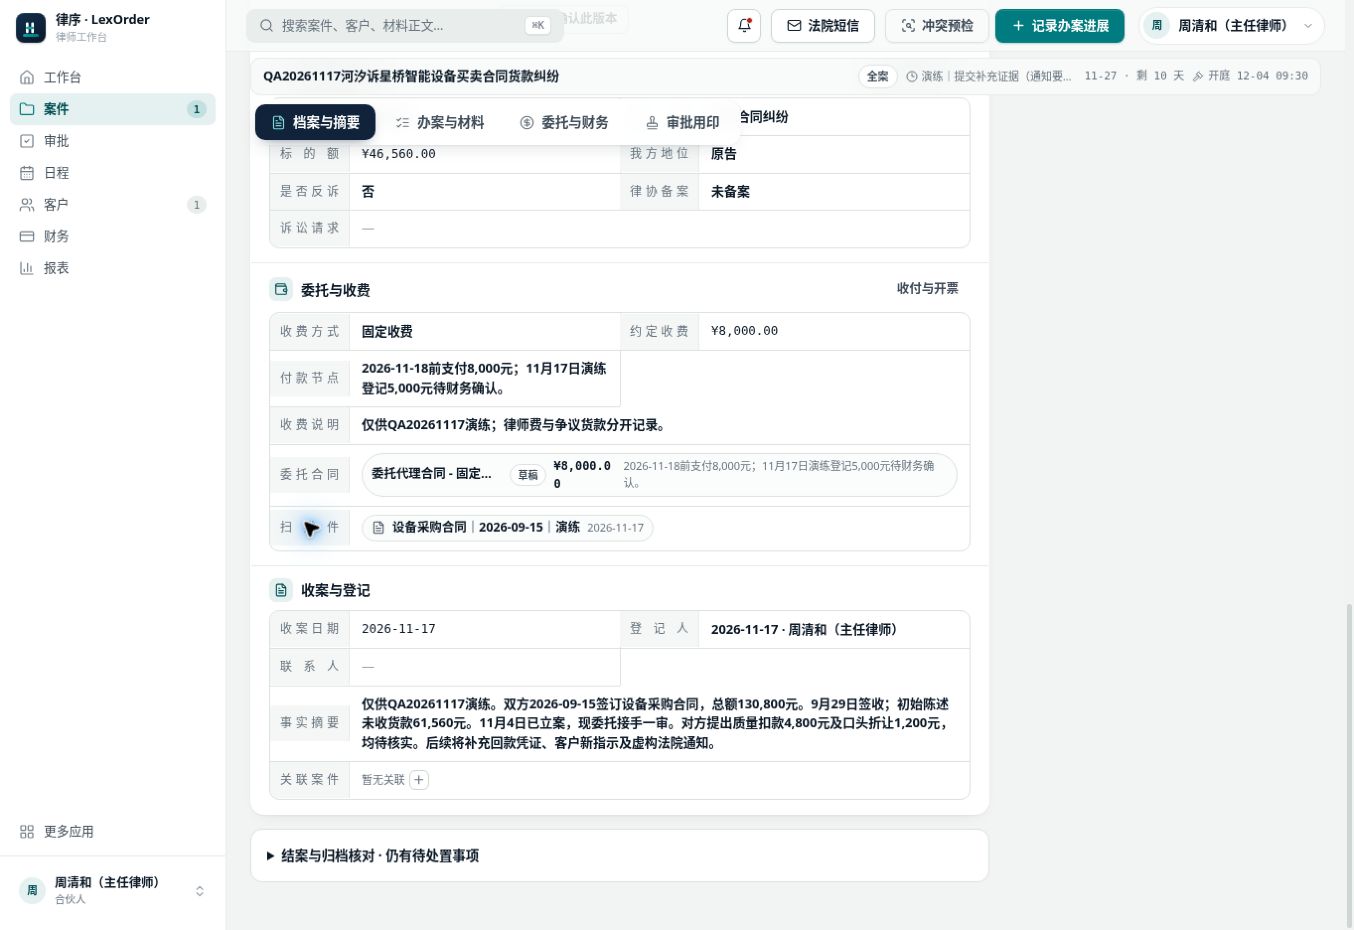 律序 · LexOrder
律师工作台
搜索案件、客户、材料正文...
⌘K
认此版本
法院短信
冲突预检
+ 记录办案进展
周
周清和（主任律师）
工作台
案件
1
审批
日程
客户
1
财务
报表
QA20261117河汐诉星桥智能设备买卖合同货款纠纷
全案
演练｜提交补充证据（通知要...
11-27 · 剩 10 天
开庭 12-04 09:30
档案与摘要
办案与材料
委托与财务
审批用印
合同纠纷
标的额
¥46,560.00
我方地位
原告
是否反诉
否
律协备案
未备案
诉讼请求
—
委托与收费
收付与开票
收费方式
固定收费
约定收费
¥8,000.00
付款节点
2026-11-18前支付8,000元；11月17日演练
登记5,000元待财务确认。
收费说明
仅供QA20261117演练；律师费与争议货款分开记录。
委托合同
委托代理合同 - 固定...
草稿
¥8,000.0
0
2026-11-18前支付8,000元；11月17日演练登记5,000元待财务确
认。
扫
件
设备采购合同｜2026-09-15｜演练
2026-11-17
收案与登记
收案日期
2026-11-17
登记人
2026-11-17 · 周清和（主任律师）
联系人
—
事实摘要
仅供QA20261117演练。双方2026-09-15签订设备采购合同，总额130,800元。9月29日签收；初始陈述
未收货款61,560元。11月4日已立案，现委托接手一审。对方提出质量扣款4,800元及口头折让1,200元，
均待核实。后续将补充回款凭证、客户新指示及虚构法院通知。
关联案件
暂无关联
+
结案与归档核对 · 仍有待处置事项
更多应用
周
周清和（主任律师）
合伙人